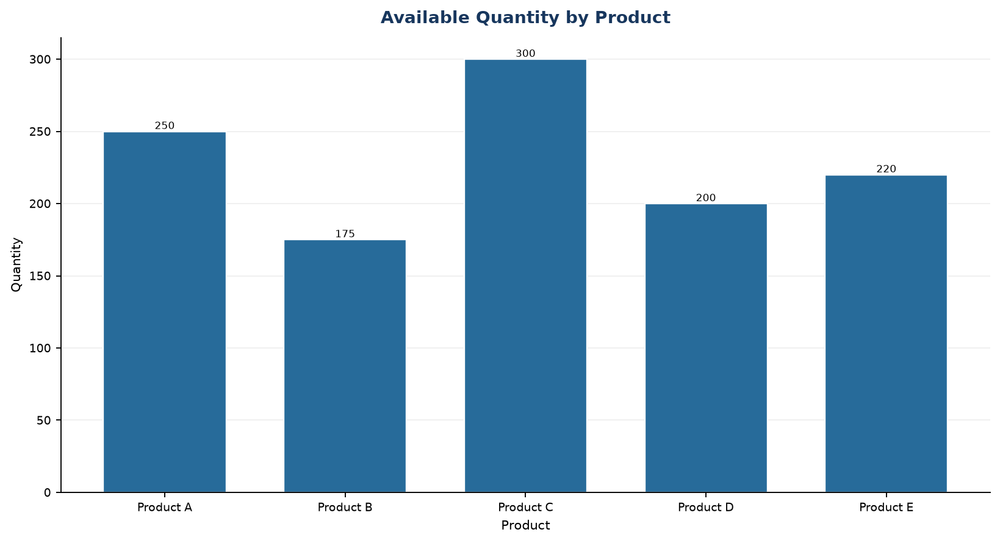 Available Quantity by Product
Quantity
300
250
200
150
100
50
0
250
175
300
200
220
Product A
Product B
Product C
Product D
Product E
Product